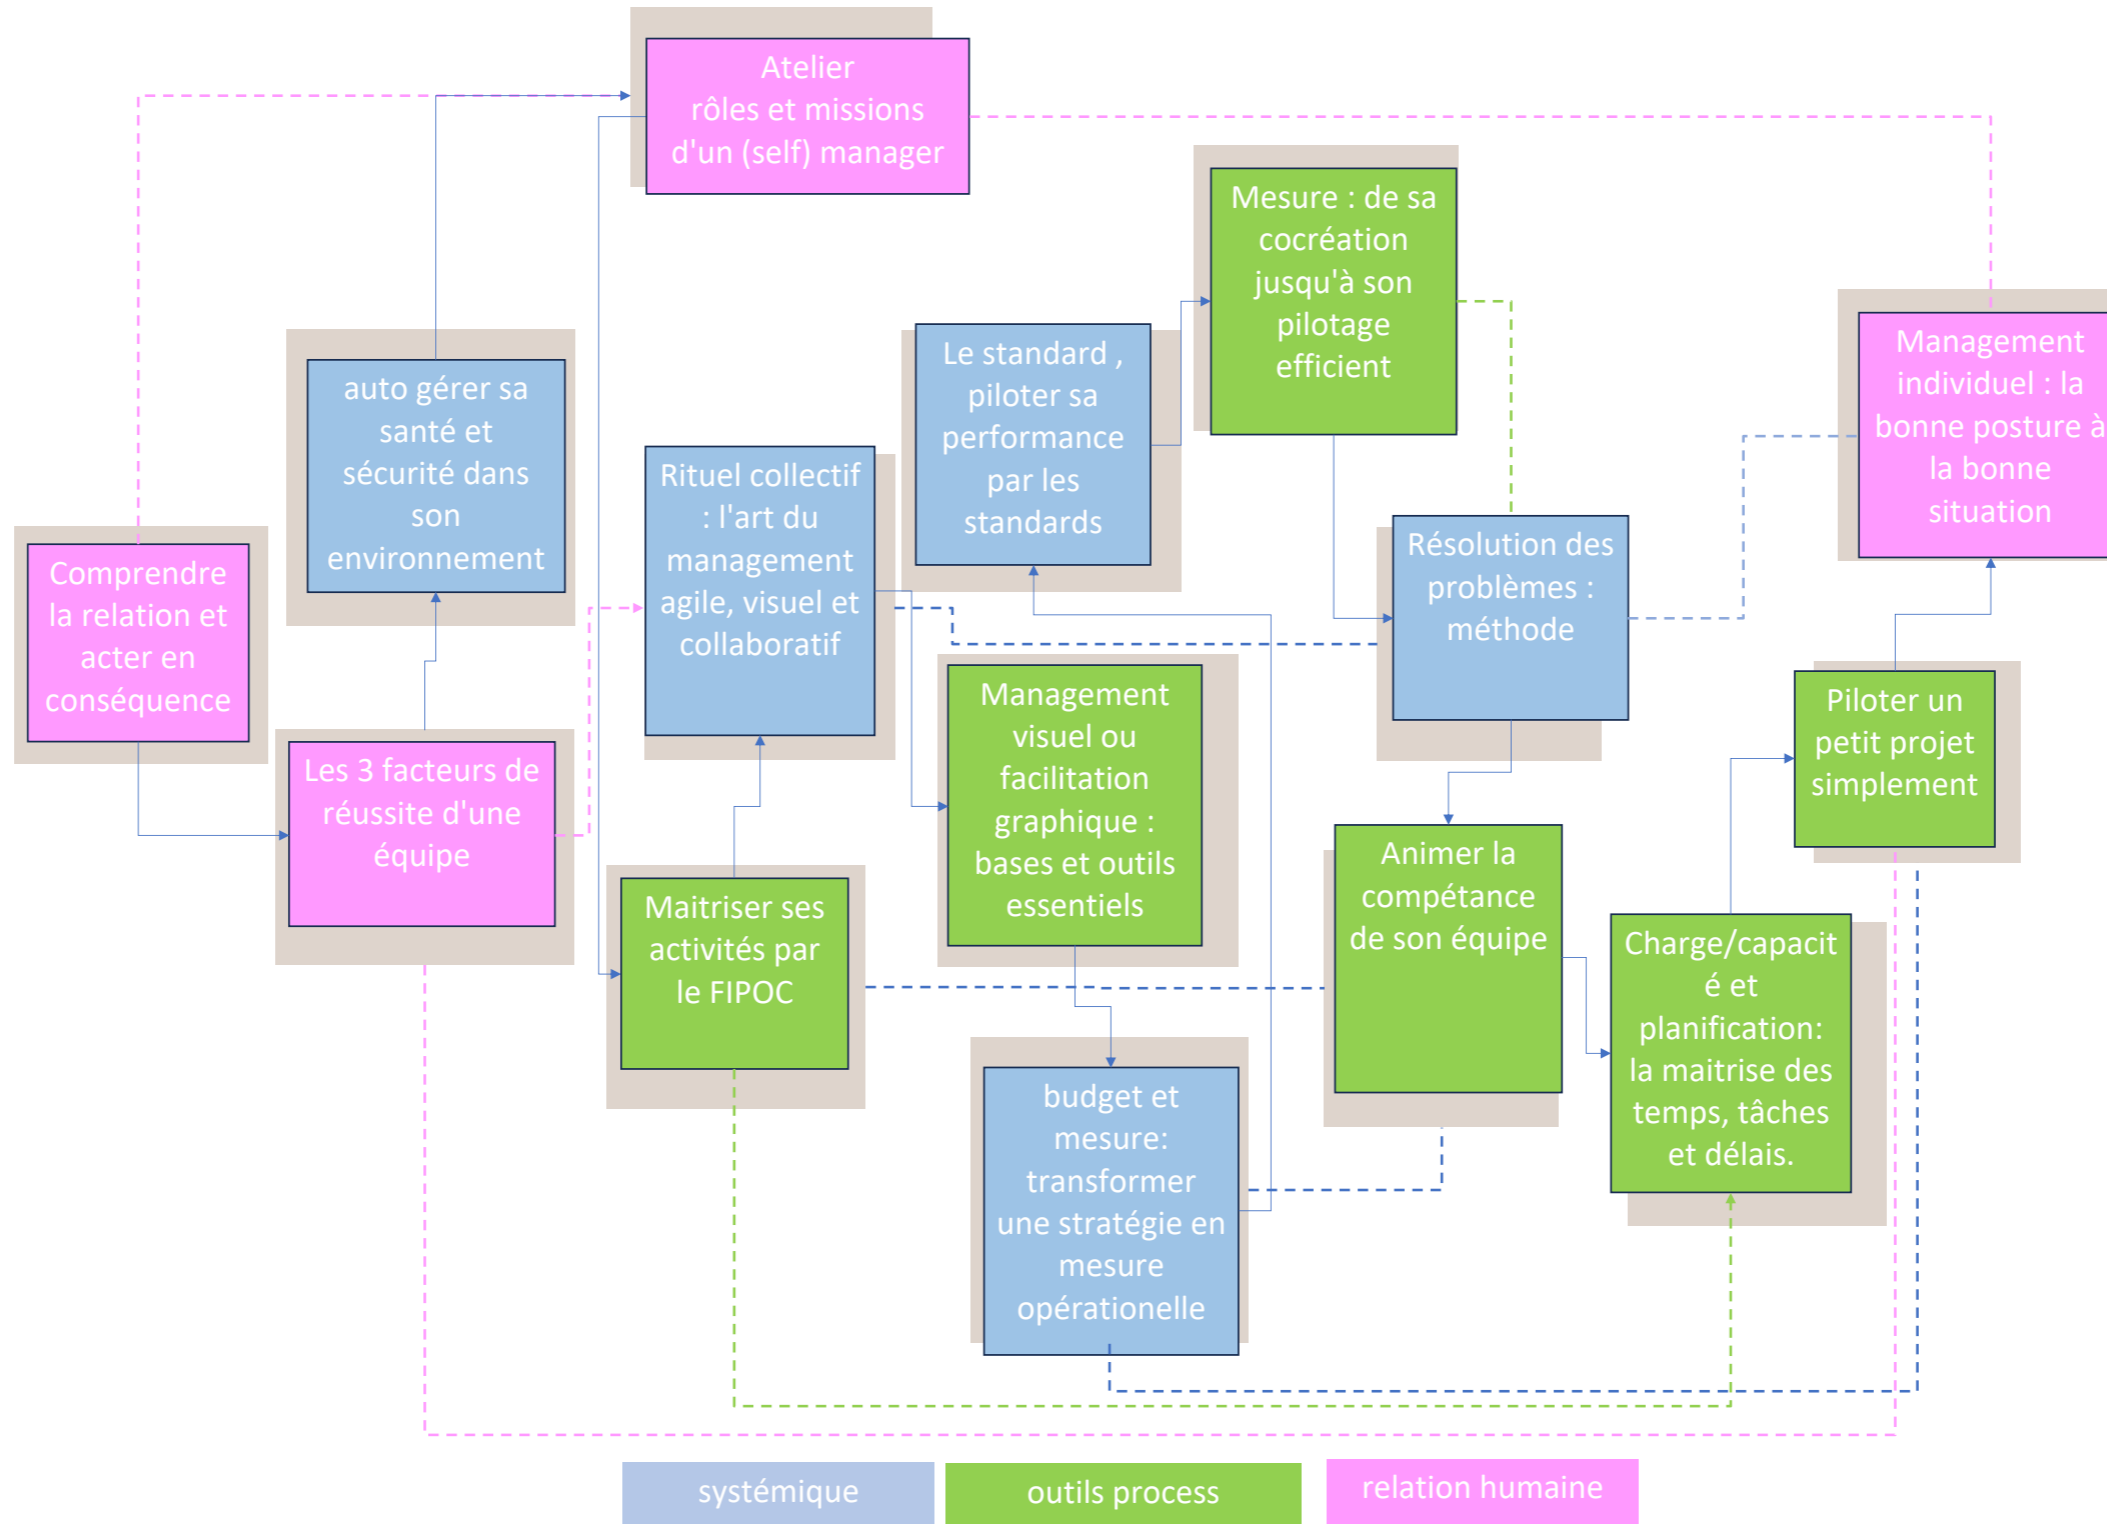 Atelier
rôles et missions
d'un (self) manager
Mesure : de sa
cocréation
jusqu'à son
pilotage
efficient
Management
individuel : la
bonne posture à
la bonne
situation
Le standard ,
piloter sa
performance
par les
standards
auto gérer sa
santé et
sécurité dans
son
environnement
Rituel collectif
: l'art du
management
agile, visuel et
collaboratif
Résolution des
problèmes :
méthode
Comprendre
la relation et
acter en
conséquence
Management
visuel ou
facilitation
graphique :
bases et outils
essentiels
Piloter un
petit projet
simplement
Les 3 facteurs de
réussite d'une
équipe
Animer la
compétance
de son équipe
Maitriser ses
activités par
le FIPOC
Charge/capacit
é et
planification:
la maitrise des
temps, tâches
et délais.
budget et
mesure:
transformer
une stratégie en
mesure
opérationelle
systémique
outils process
relation humaine